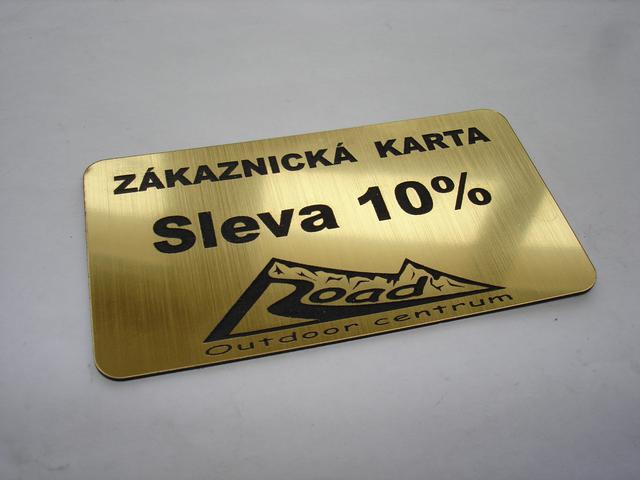 ZÁKAZNICKÁ KARTA
Sleva 10%
Road
Outdoor centrum